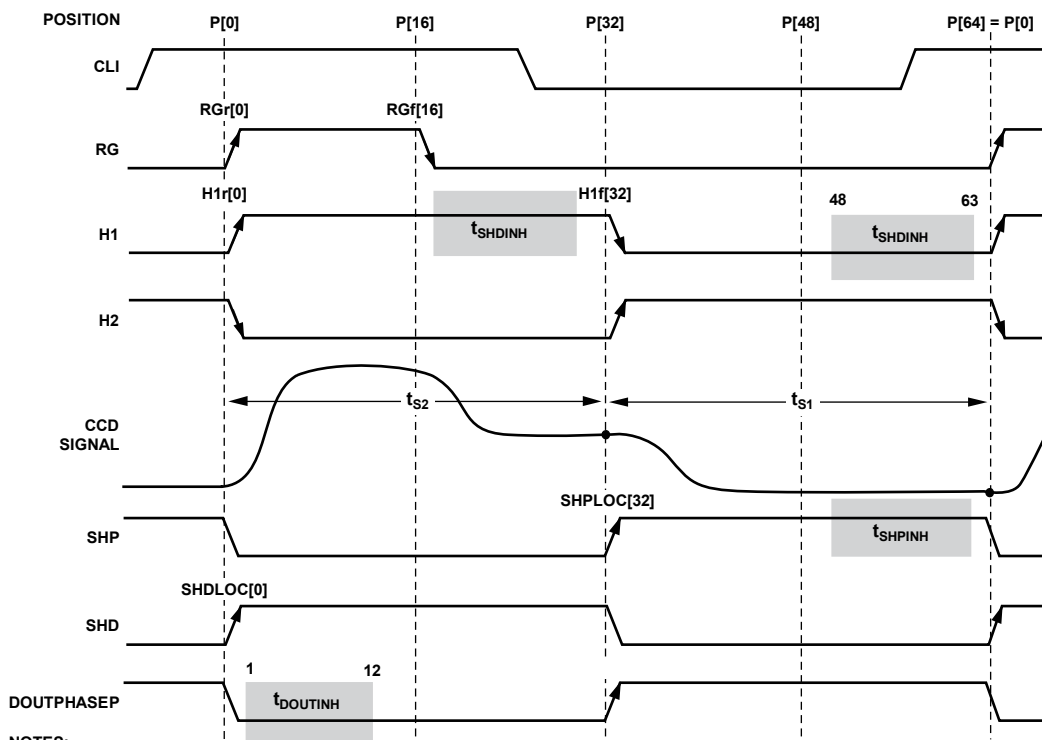 POSITION P[0] P[16] P[32] P[48] P[64] = P[0]
CLI
RGr[0] RGf[16]
RG
H1r[0] H1f[32] 48 63
H1 tSHDINH tSHDINH
H2
tS2 tS1
CCD
SIGNAL
SHPLOC[32]
SHP tSHPINH
SHDLOC[0]
SHD
1 12
DOUTPHASEP tDOUTINH
NOTES: